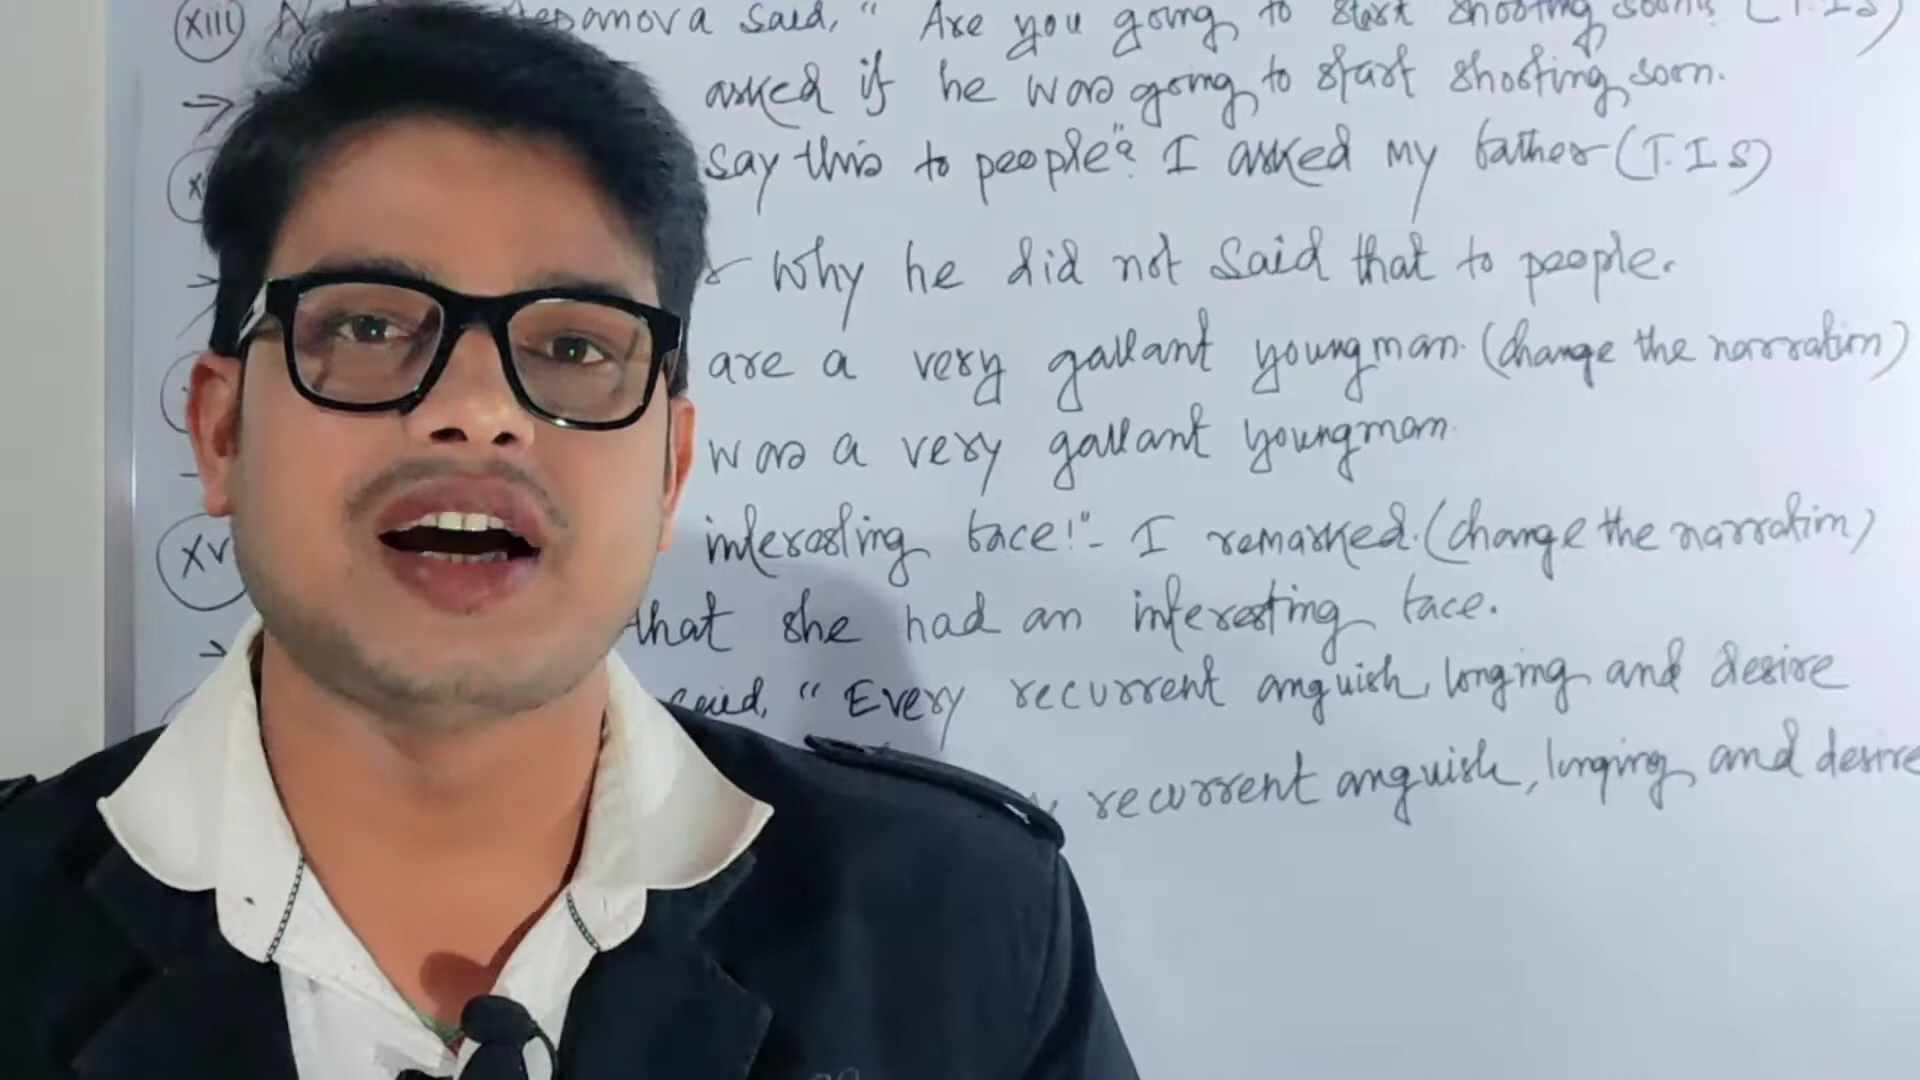 XIII said, " Are you going to start shooting soon?" (T.I.S)
→ asked if he was going to start shooting soon.
say this to people"? I asked my father (T.I.S)
→ why he did not said that to people.
are a very gallant youngman. (Change the narration)
was a very gallant youngman.
XV interesting face!"- I remarked. (Change the narration)
→ that she had an interesting face.
said, " Every recurrent anguish, longing and desire
recurrent anguish, longing and desire